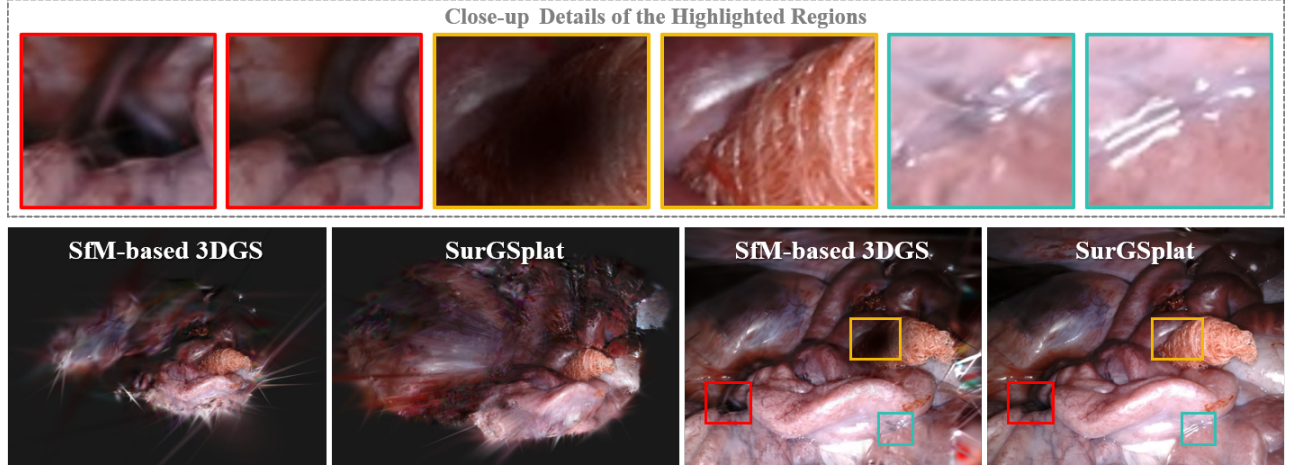 Close-up Details of the Highlighted Regions
SfM-based 3DGS
SurGSplat
SfM-based 3DGS
SurGSplat